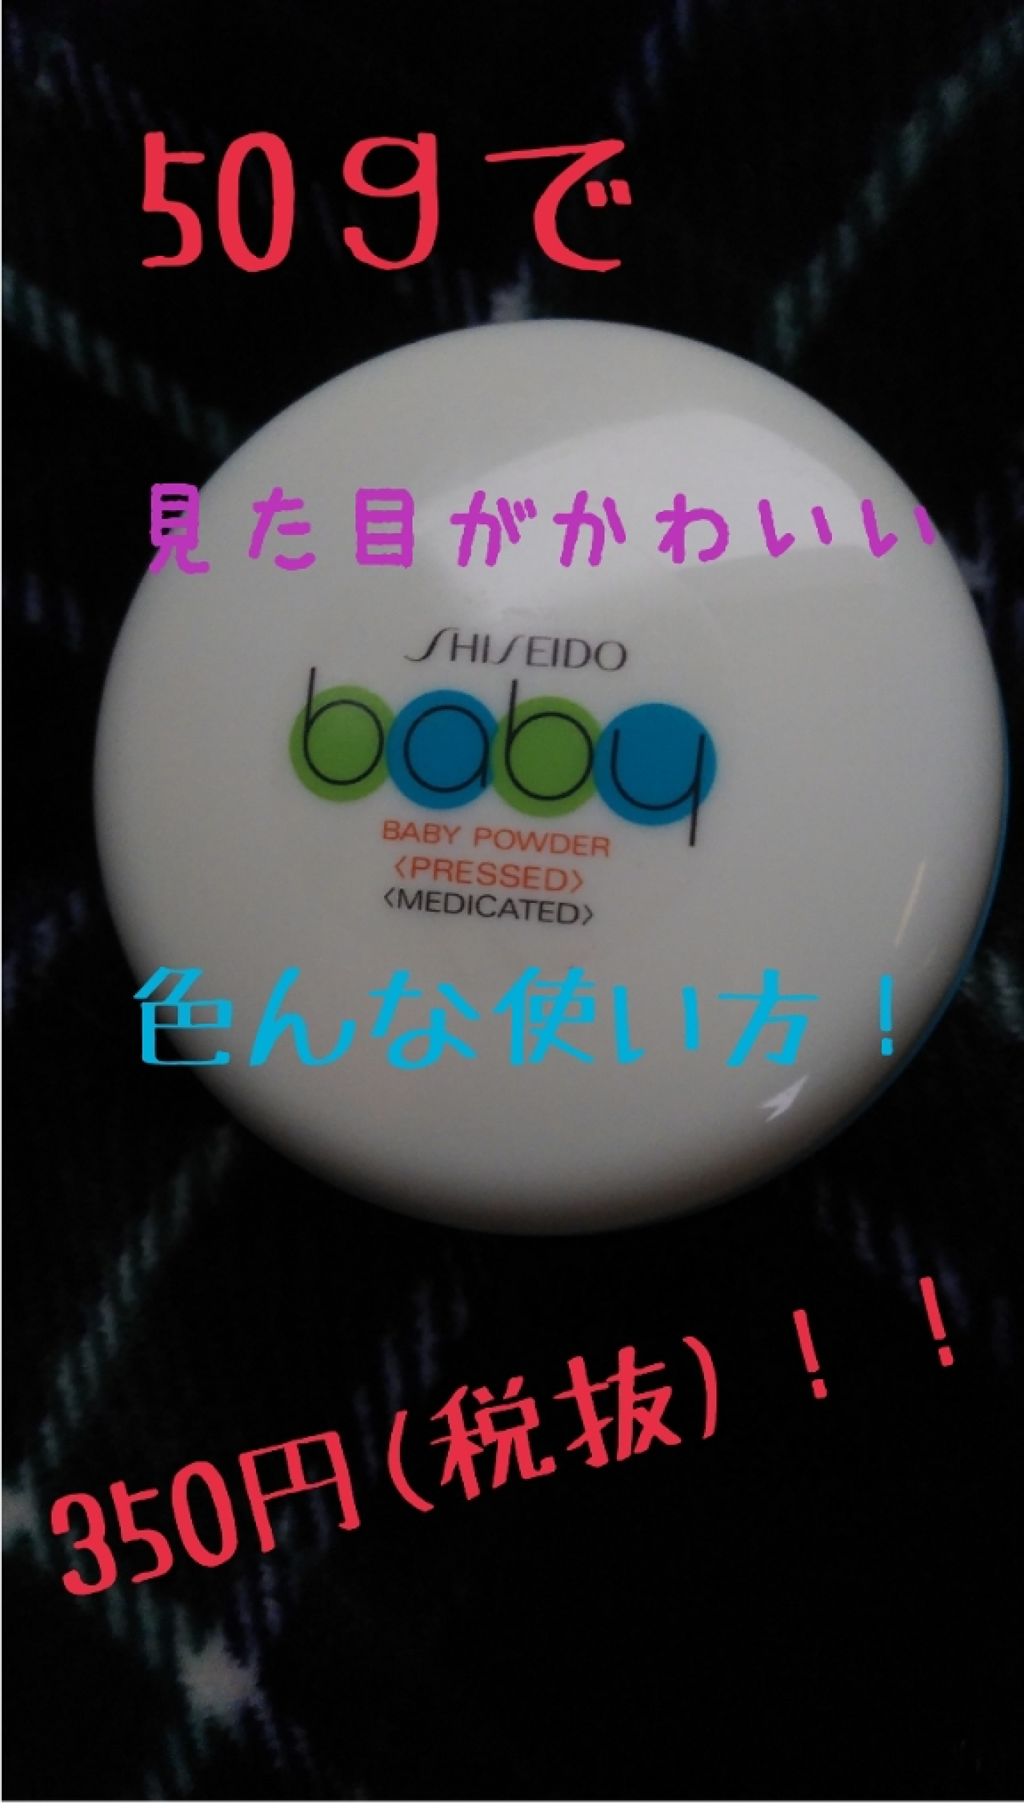 50gで
見た目がかわいい
SHISEIDO
baby
BABY POWDER
〈PRESSED〉
〈MEDICATED〉
色んな使い方！
350円(税抜)！！